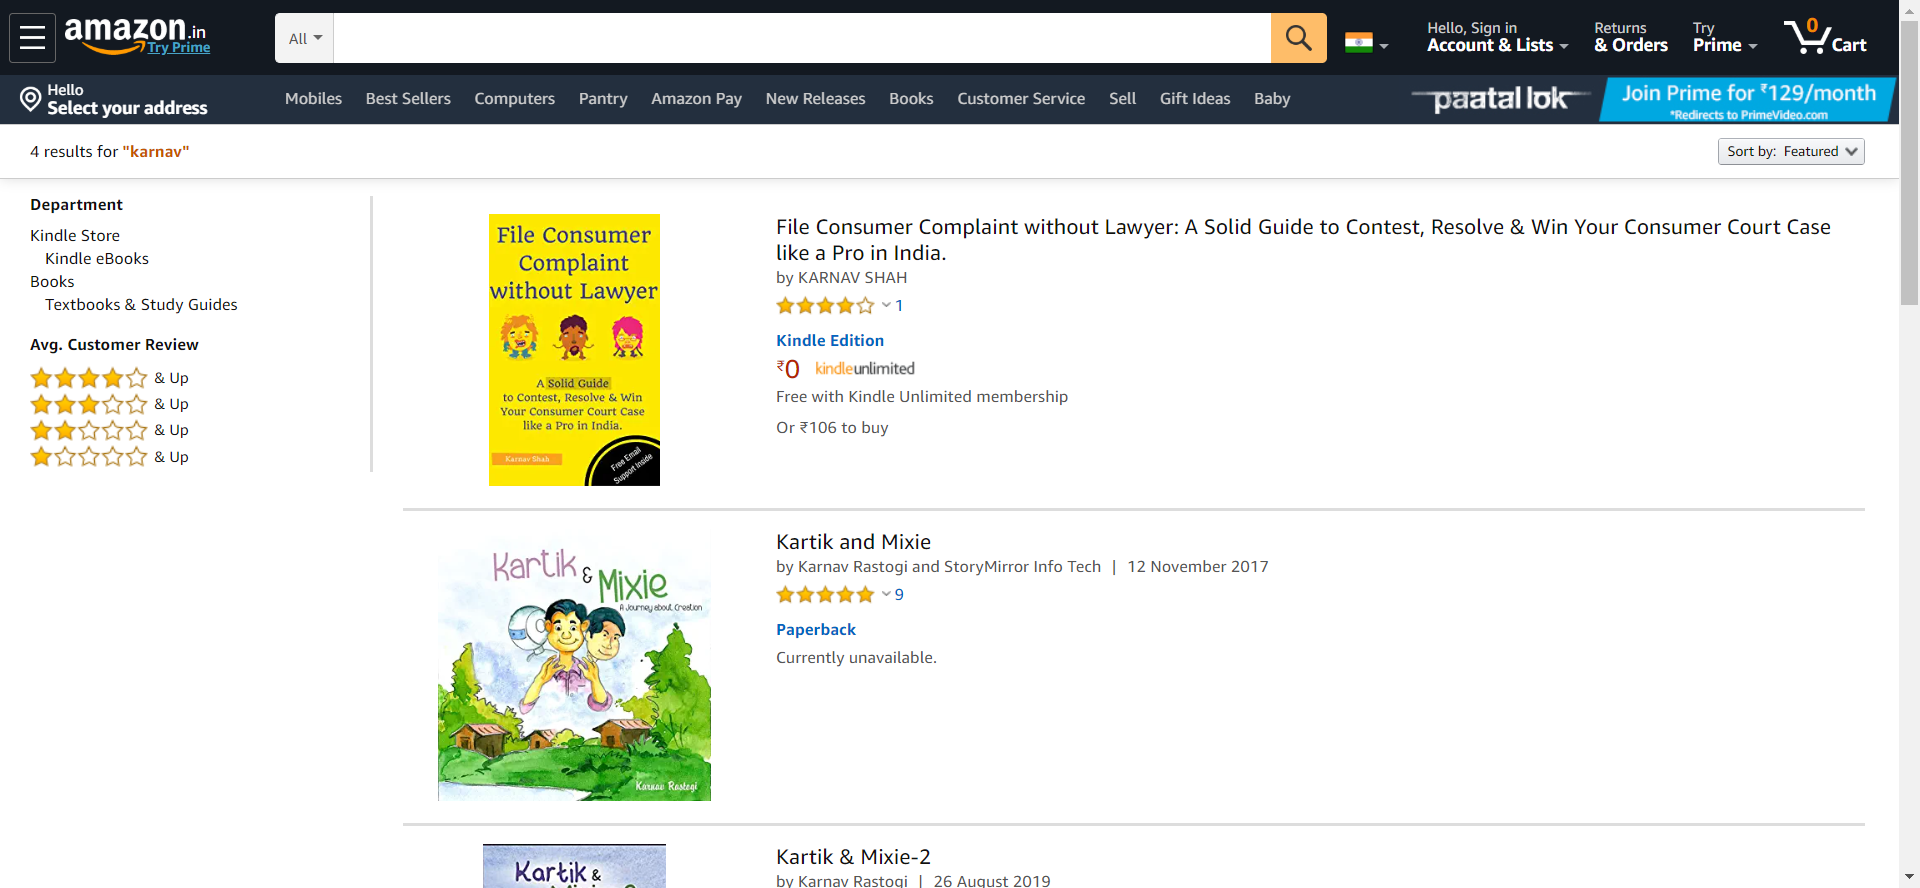 amazon.in
Try Prime
All
Hello, Sign in
Account & Lists
Returns
& Orders
Try
Prime
0
Cart
Hello
Select your address
Mobiles
Best Sellers
Computers
Pantry
Amazon Pay
New Releases
Books
Customer Service
Sell
Gift Ideas
Baby
paatal lok
Join Prime for ₹129/month
*Redirects to PrimeVideo.com
4 results for "karnav"
Sort by: Featured
Department
Kindle Store
Kindle eBooks
Books
Textbooks & Study Guides
Avg. Customer Review
& Up
& Up
& Up
& Up
File Consumer
Complaint
without Lawyer
A Solid Guide
to Contest, Resolve & Win
Your Consumer Court Case
like a Pro in India.
Karnav Shah
Free Email
Support Inside
File Consumer Complaint without Lawyer: A Solid Guide to Contest, Resolve & Win Your Consumer Court Case
like a Pro in India.
by KARNAV SHAH
1
Kindle Edition
₹0 kindleunlimited
Free with Kindle Unlimited membership
Or ₹106 to buy
Kartik & Mixie
A Journey about Creation
Karnav Rastogi
Kartik and Mixie
by Karnav Rastogi and StoryMirror Info Tech | 12 November 2017
9
Paperback
Currently unavailable.
Kartik &
Kartik & Mixie-2
by Karnav Rastogi | 26 August 2019